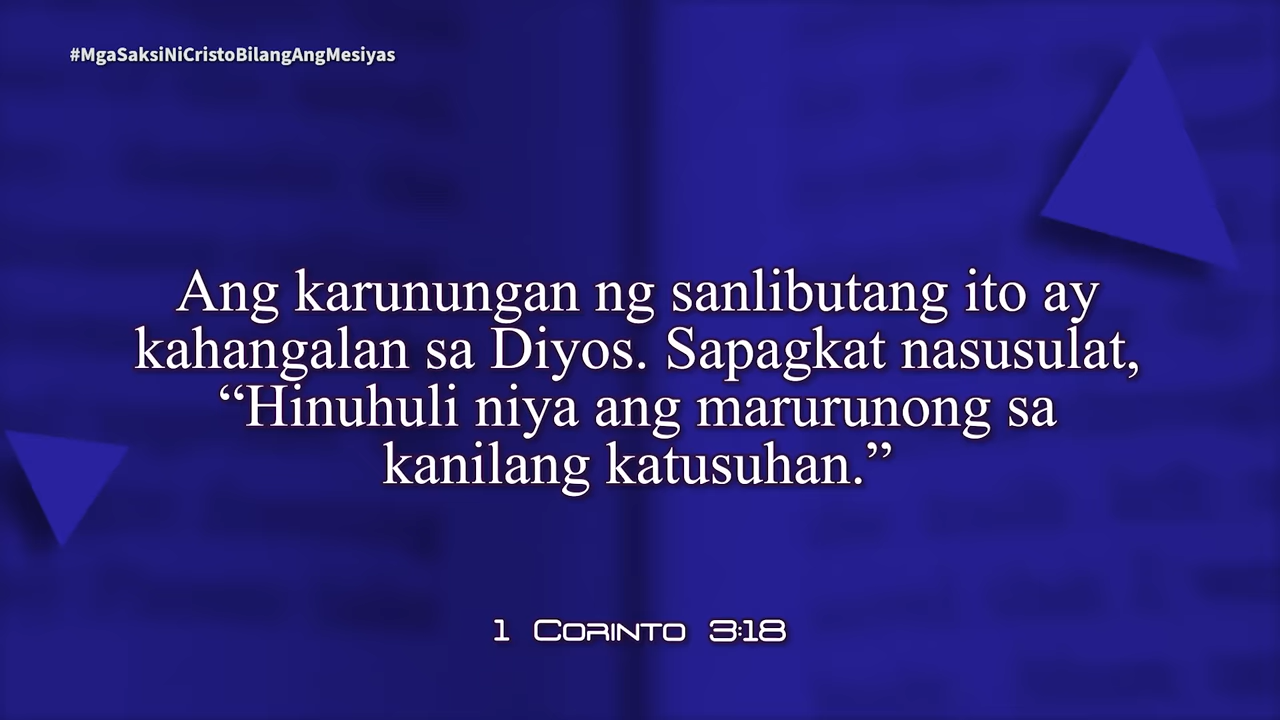 #MgaSaksiNiCristoBilangAngMesiyas
Ang karunungan ng sanlibutang ito ay
kahangalan sa Diyos. Sapagkat nasusulat,
“Hinuhuli niya ang marurunong sa
kanilang katusuhan.”
1 Corinto 3:18